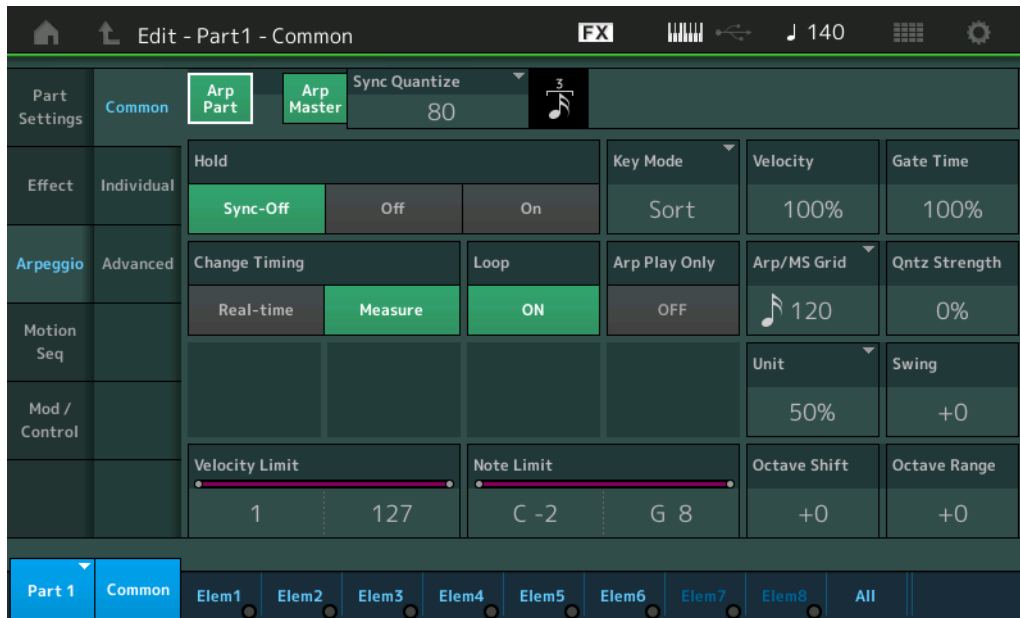 Edit - Part1 - Common
FX
♩ 140
Part
Settings
Common
Arp
Part
Arp
Master
Sync Quantize
80
3
Effect
Individual
Hold
Sync-Off
Off
On
Key Mode
Sort
Velocity
100%
Gate Time
100%
Arpeggio
Advanced
Change Timing
Real-time
Measure
Loop
ON
Arp Play Only
OFF
Arp/MS Grid
120
Qntz Strength
0%
Motion
Seq
Unit
50%
Swing
+0
Mod /
Control
Velocity Limit
1
127
Note Limit
C -2
G 8
Octave Shift
+0
Octave Range
+0
Part 1
Common
Elem1
Elem2
Elem3
Elem4
Elem5
Elem6
Elem7
Elem8
All